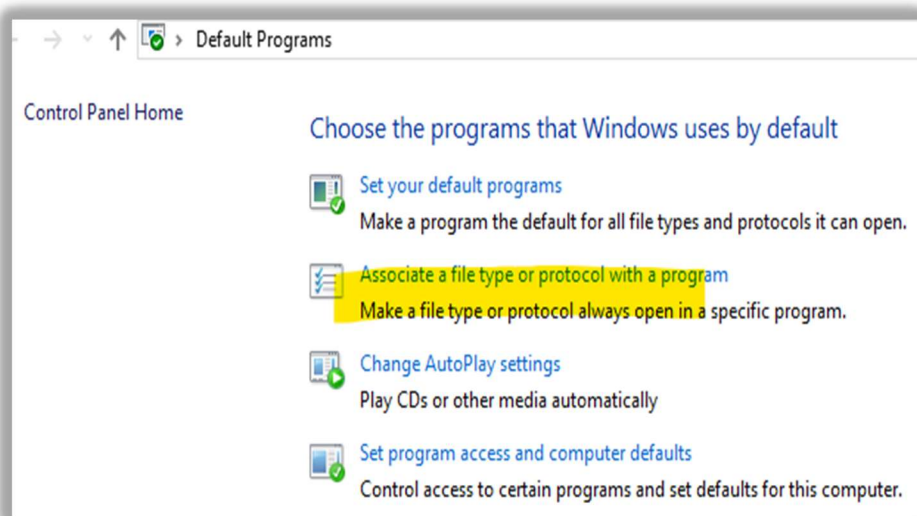 Default Programs
Control Panel Home
Choose the programs that Windows uses by default
Set your default programs
Make a program the default for all file types and protocols it can open.
Associate a file type or protocol with a program
Make a file type or protocol always open in a specific program.
Change AutoPlay settings
Play CDs or other media automatically
Set program access and computer defaults
Control access to certain programs and set defaults for this computer.